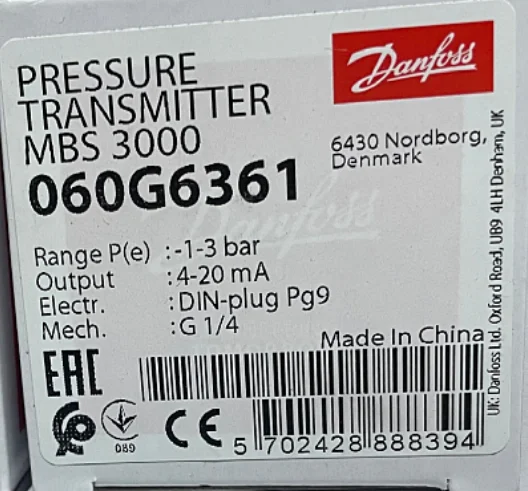 Danfoss
PRESSURE
TRANSMITTER
MBS 3000
060G6361
6430 Nordborg,
Denmark
Danfoss
Range P(e) :-1-3 bar
Output :4-20 mA
Electr. :DIN-plug Pg9
Mech. :G 1/4
Made In China
EAC
089
CE
5 702428 888394
UK: Danfoss Ltd. Oxford Road, UB9 4LH Denham, UK